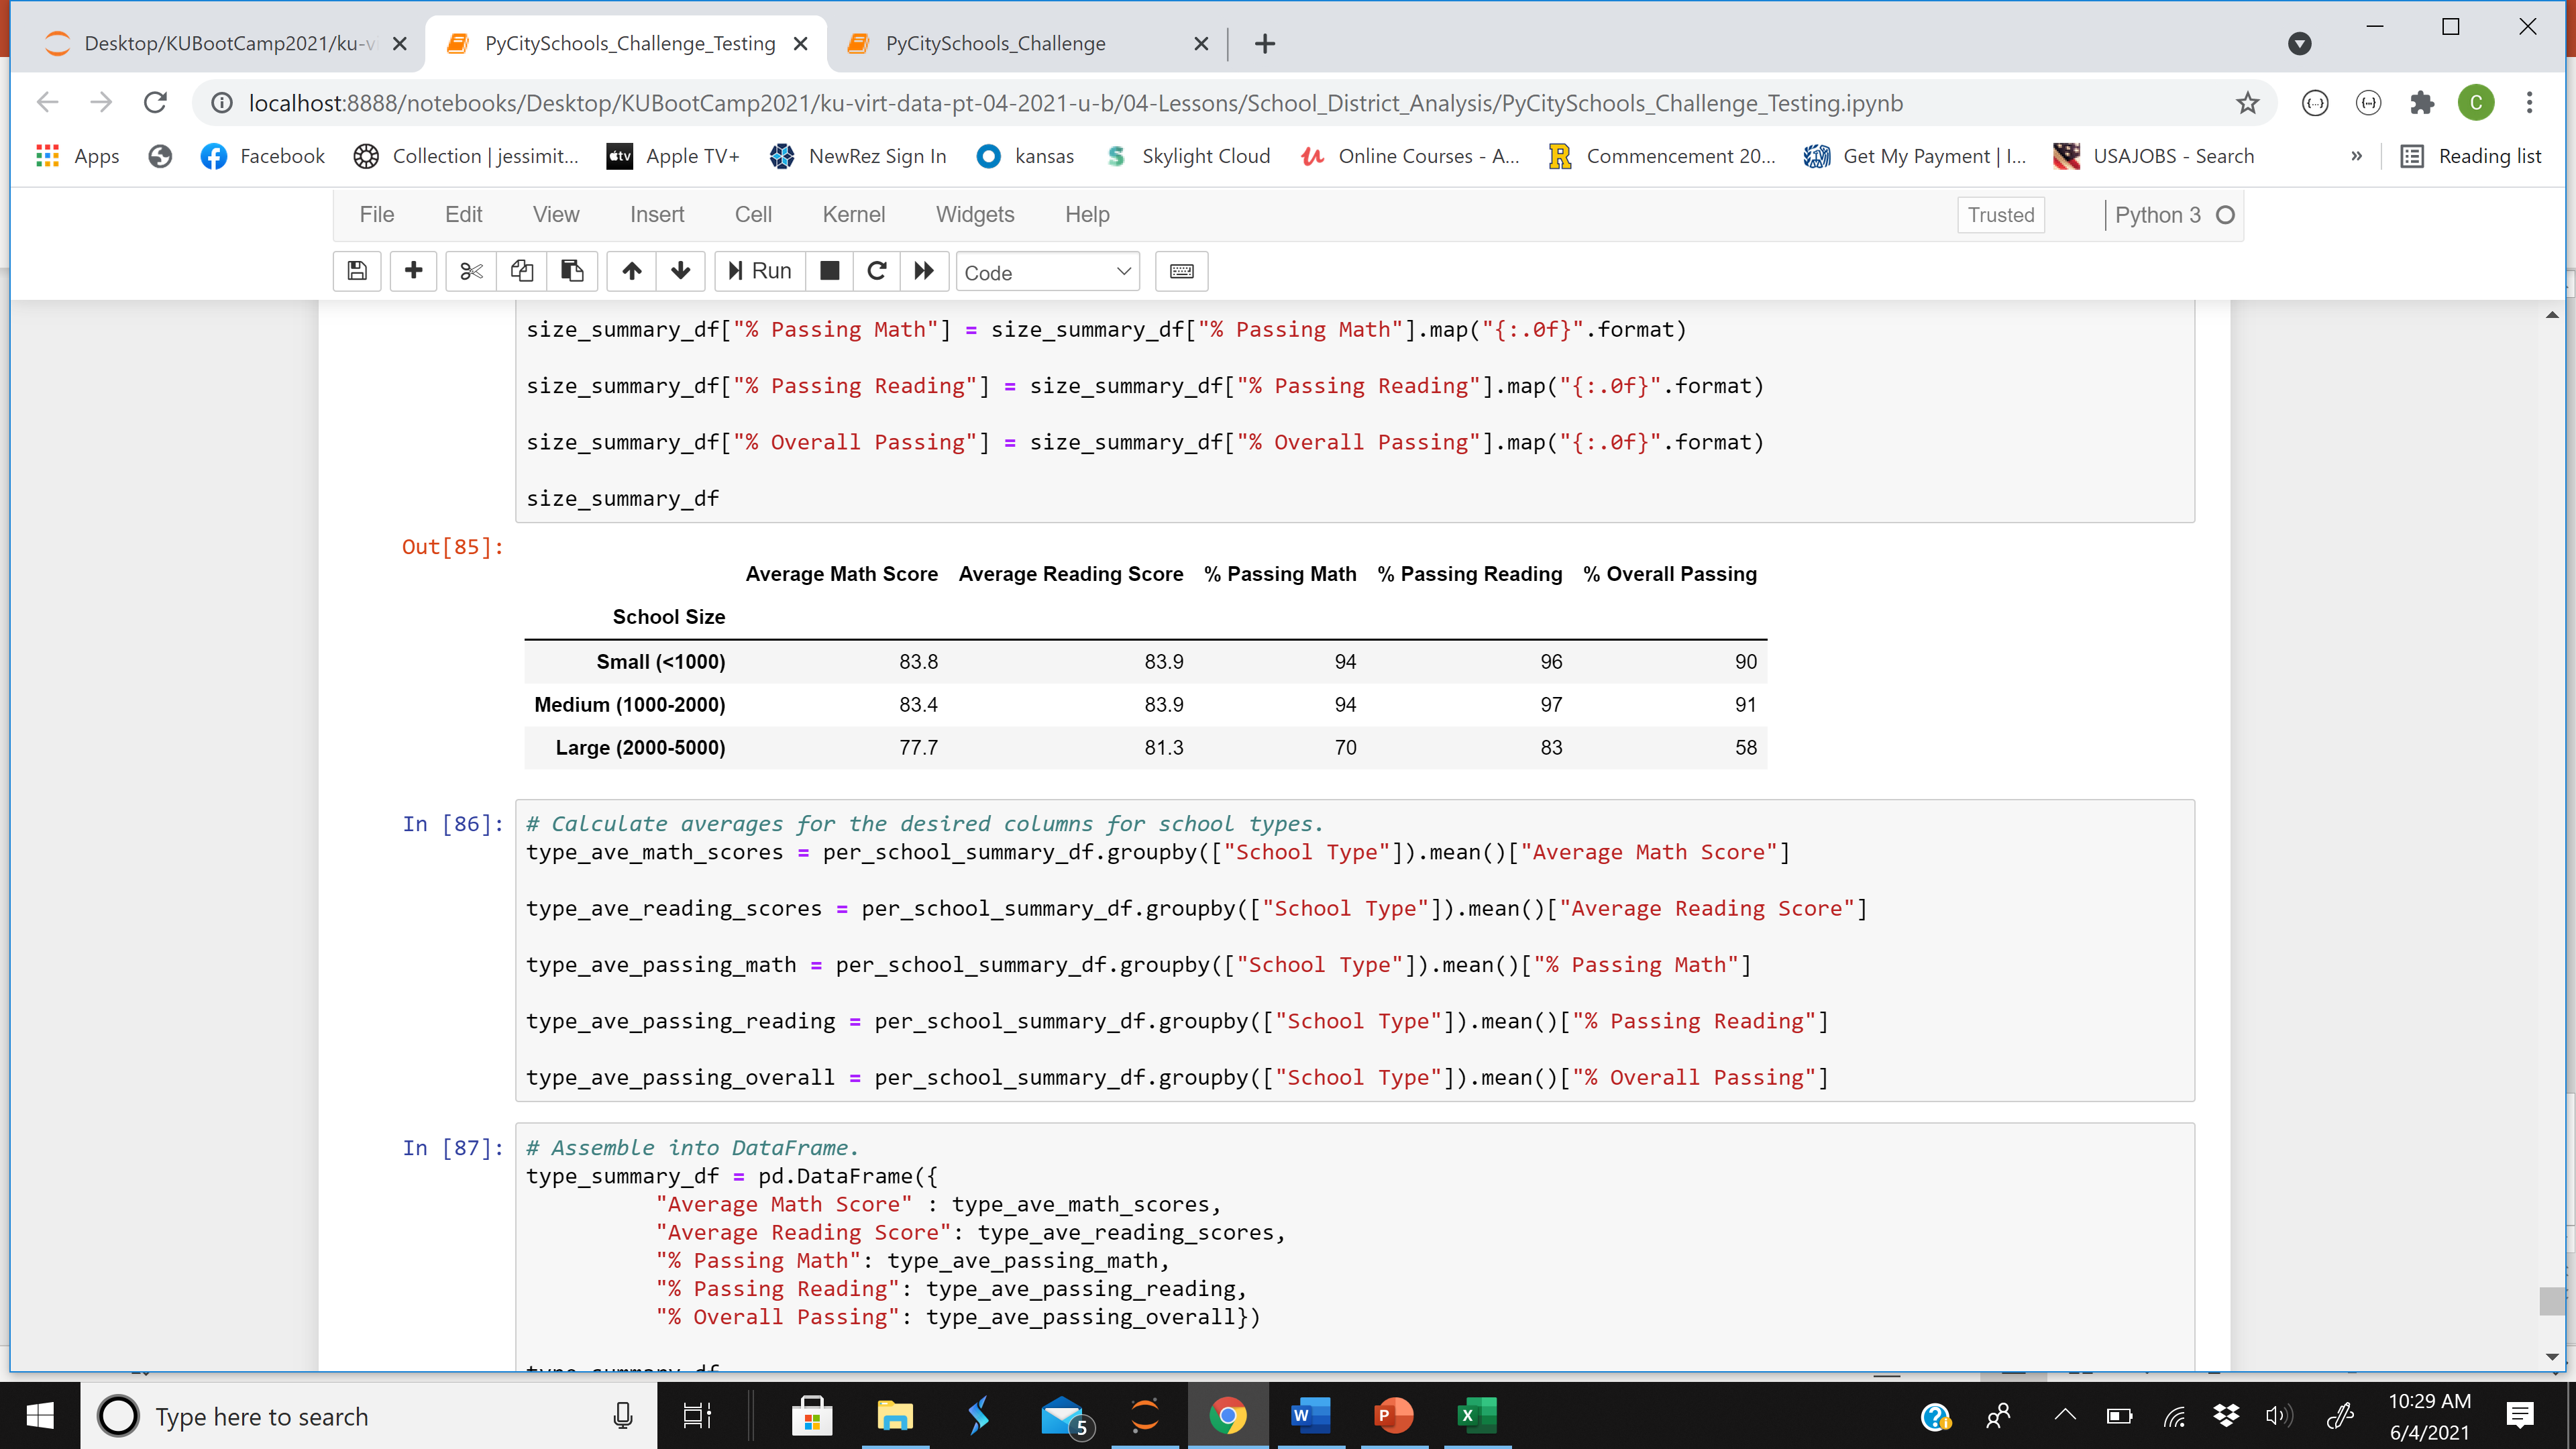 Desktop/KUBootCamp2021/ku-vi
PyCitySchools_Challenge_Testing
PyCitySchools_Challenge
localhost:8888/notebooks/Desktop/KUBootCamp2021/ku-virt-data-pt-04-2021-u-b/04-Lessons/School_District_Analysis/PyCitySchools_Challenge_Testing.ipynb
C
Apps
Facebook
Collection | jessimit...
tv
Apple TV+
NewRez Sign In
kansas
Skylight Cloud
Online Courses - A...
Commencement 20...
Get My Payment | I...
USAJOBS - Search
»
Reading list
File Edit View Insert Cell Kernel Widgets Help
Trusted
Python 3
Run
Code
size_summary_df["% Passing Math"] = size_summary_df["% Passing Math"].map("{:.0f}".format)
size_summary_df["% Passing Reading"] = size_summary_df["% Passing Reading"].map("{:.0f}".format)
size_summary_df["% Overall Passing"] = size_summary_df["% Overall Passing"].map("{:.0f}".format)
size_summary_df
Out[85]:
Average Math Score Average Reading Score % Passing Math % Passing Reading % Overall Passing
School Size
Small (<1000) 83.8 83.9 94 96 90
Medium (1000-2000) 83.4 83.9 94 97 91
Large (2000-5000) 77.7 81.3 70 83 58
In [86]: # Calculate averages for the desired columns for school types.
type_ave_math_scores = per_school_summary_df.groupby(["School Type"]).mean()["Average Math Score"]
type_ave_reading_scores = per_school_summary_df.groupby(["School Type"]).mean()["Average Reading Score"]
type_ave_passing_math = per_school_summary_df.groupby(["School Type"]).mean()["% Passing Math"]
type_ave_passing_reading = per_school_summary_df.groupby(["School Type"]).mean()["% Passing Reading"]
type_ave_passing_overall = per_school_summary_df.groupby(["School Type"]).mean()["% Overall Passing"]
In [87]: # Assemble into DataFrame.
type_summary_df = pd.DataFrame({
"Average Math Score" : type_ave_math_scores,
"Average Reading Score": type_ave_reading_scores,
"% Passing Math": type_ave_passing_math,
"% Passing Reading": type_ave_passing_reading,
"% Overall Passing": type_ave_passing_overall})
type_summary_df
Type here to search
5
W
P
X
10:29 AM
6/4/2021